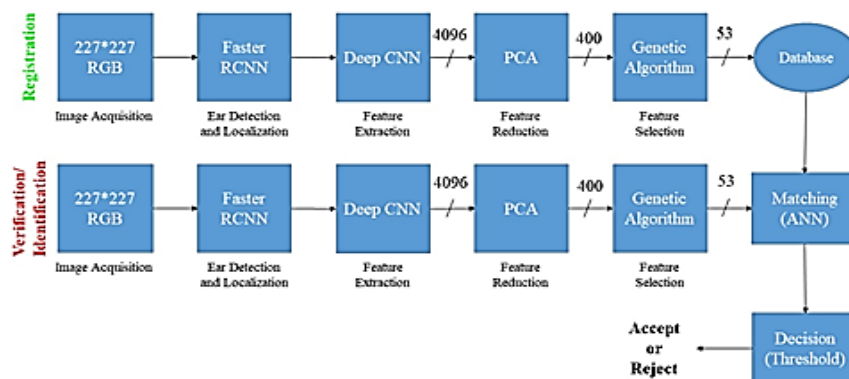 Registration
227*227
RGB
Image Acquisition
Faster
RCNN
Ear Detection
and Localization
Deep CNN
Feature
Extraction
4096
PCA
Feature
Reduction
400
Genetic
Algorithm
Feature
Selection
53
Database
Verification/
Identification
227*227
RGB
Image Acquisition
Faster
RCNN
Ear Detection
and Localization
Deep CNN
Feature
Extraction
4096
PCA
Feature
Reduction
400
Genetic
Algorithm
Feature
Selection
53
Matching
(ANN)
Decision
(Threshold)
Accept
or
Reject